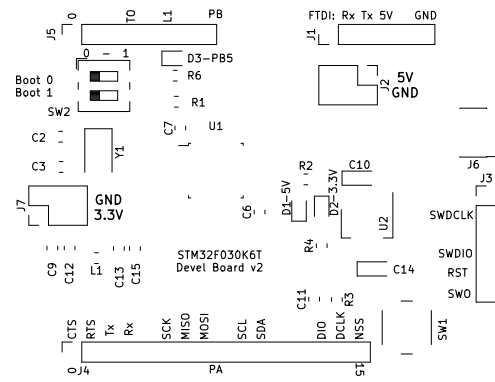 0 TO L1 PB
J5
FTDI: Rx Tx 5V GND
J1
D3-PB5
R6
R1
0 - 1
Boot 0
Boot 1
SW2
J2
5V
GND
C7
U1
C2
C3
Y1
J6
J3
R2
C10
J7
GND
3.3V
C6
D1-5V
D2-3.3V
U2
SWDCLK
SWDIO
RST
SWO
R4
C9
C12
L1
C13
C15
STM32F030K6T
Devel Board v2
C14
C11
R3
SW1
CTS
RTS
Tx
Rx
SCK
MISO
MOSI
SCL
SDA
DIO
DCLK
NSS
0
J4
PA
15